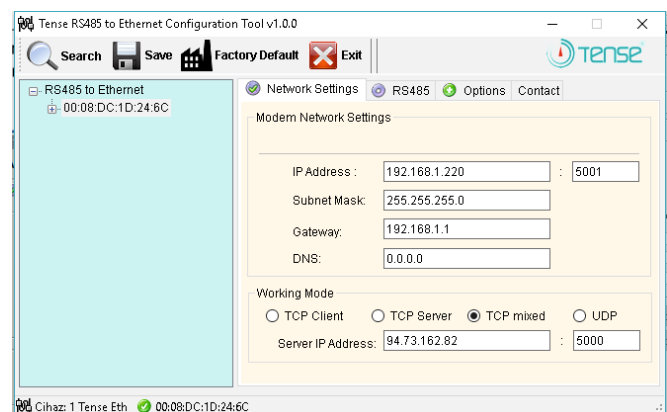 Tense RS485 to Ethernet Configuration Tool v1.0.0
Search Save Factory Default Exit Tense
RS485 to Ethernet
00:08:DC:1D:24:6C
Network Settings RS485 Options Contact
Modem Network Settings
IP Address : 192.168.1.220 : 5001
Subnet Mask: 255.255.255.0
Gateway: 192.168.1.1
DNS: 0.0.0.0
Working Mode
TCP Client TCP Server TCP mixed UDP
Server IP Address: 94.73.162.82 : 5000
Cihaz: 1 Tense Eth 00:08:DC:1D:24:6C